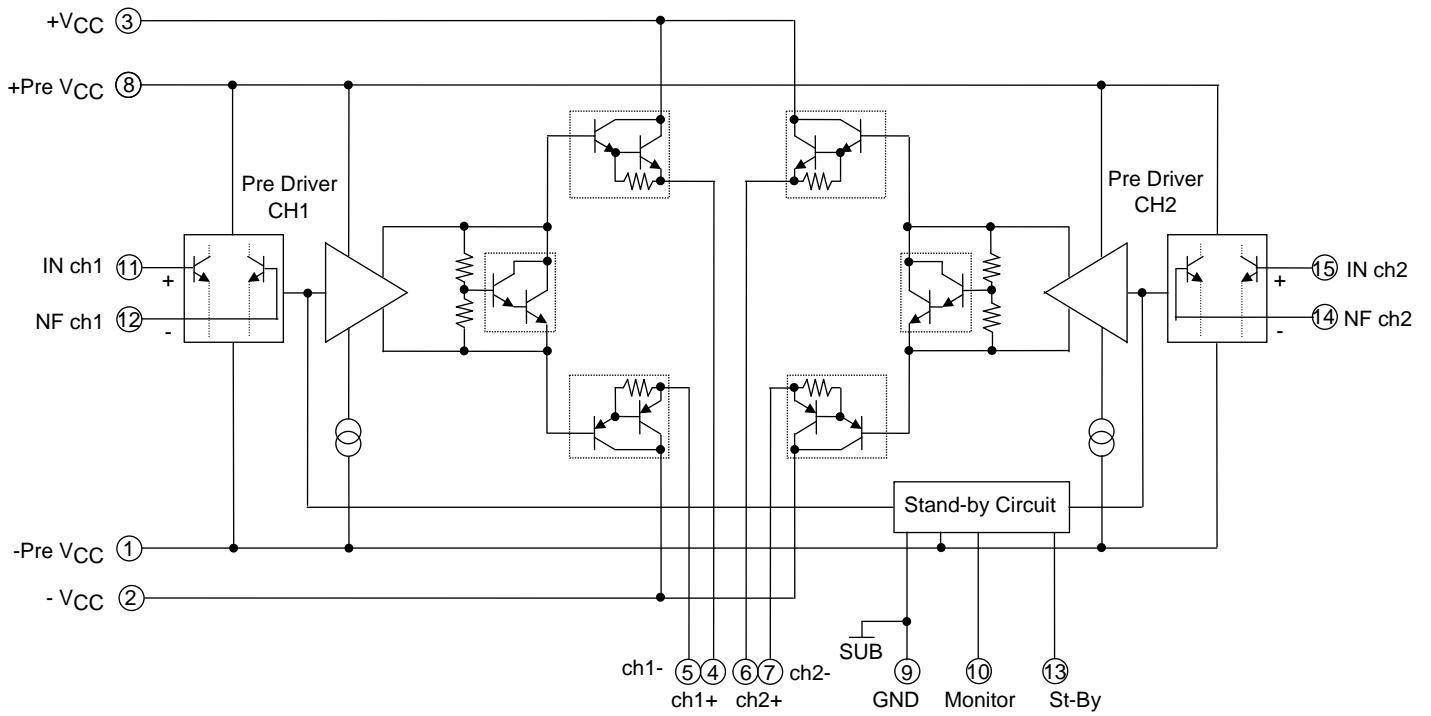 +VCC 3
+Pre VCC 8
Pre Driver
CH1
Pre Driver
CH2
IN ch1 11
+
NF ch1 12
-
15 IN ch2
+
14 NF ch2
-
Stand-by Circuit
-Pre VCC 1
- VCC 2
SUB
ch1- 5 4
ch1+
6 7 ch2-
ch2+
9
GND
10
Monitor
13
St-By